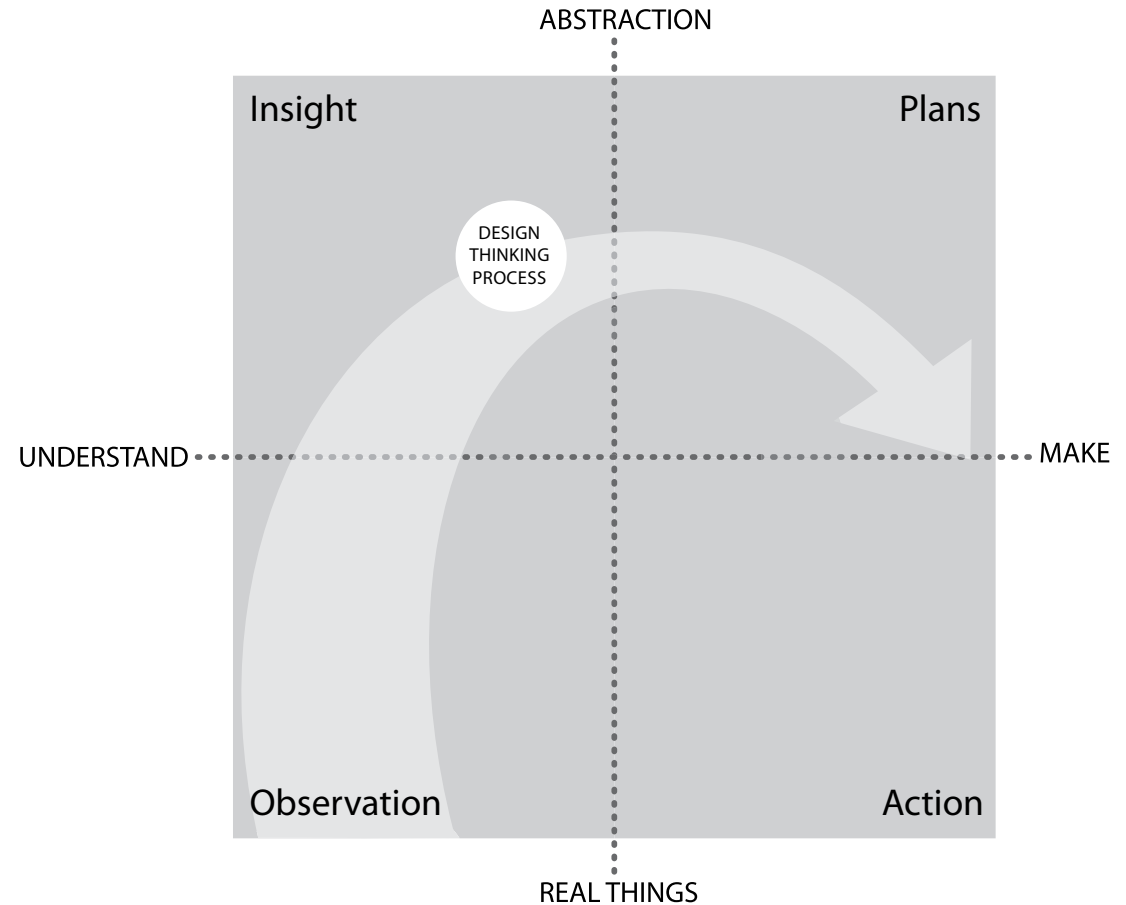 ABSTRACTION
Insight
Plans
DESIGN
THINKING
PROCESS
UNDERSTAND
MAKE
Observation
Action
REAL THINGS